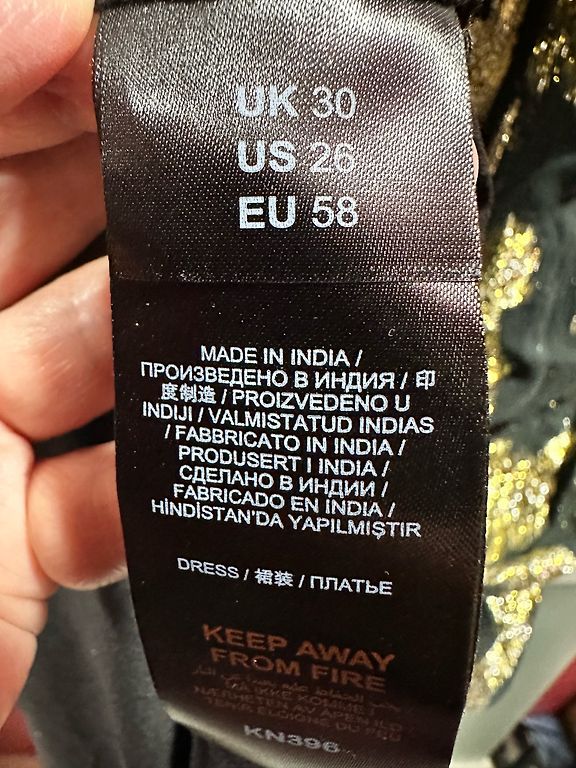 UK 30
US 26
EU 58
MADE IN INDIA /
ПРОИЗВЕДЕНО В ИНДИЯ / 印
度制造 / PROIZVEDENO U
INDIJI / VALMISTATUD INDIAS
/ FABBRICATO IN INDIA /
PRODUSERT I INDIA /
СДЕЛАНО В ИНДИИ /
FABRICADO EN INDIA /
HİNDİSTAN'DA YAPILMIŞTIR
DRESS / 裙装 / ПЛАТЬЕ
KEEP AWAY
FROM FIRE
KN396